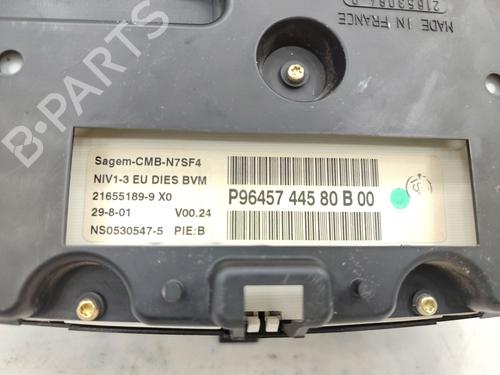 B-PARTS
MADE IN FRANCE
Sagem-CMB-N7SF4
NIV1-3 EU DIES BVM
21655189-9 X0
29-8-01 V00.24
NS0530547-5 PIE:B
P96457 445 80 B 00